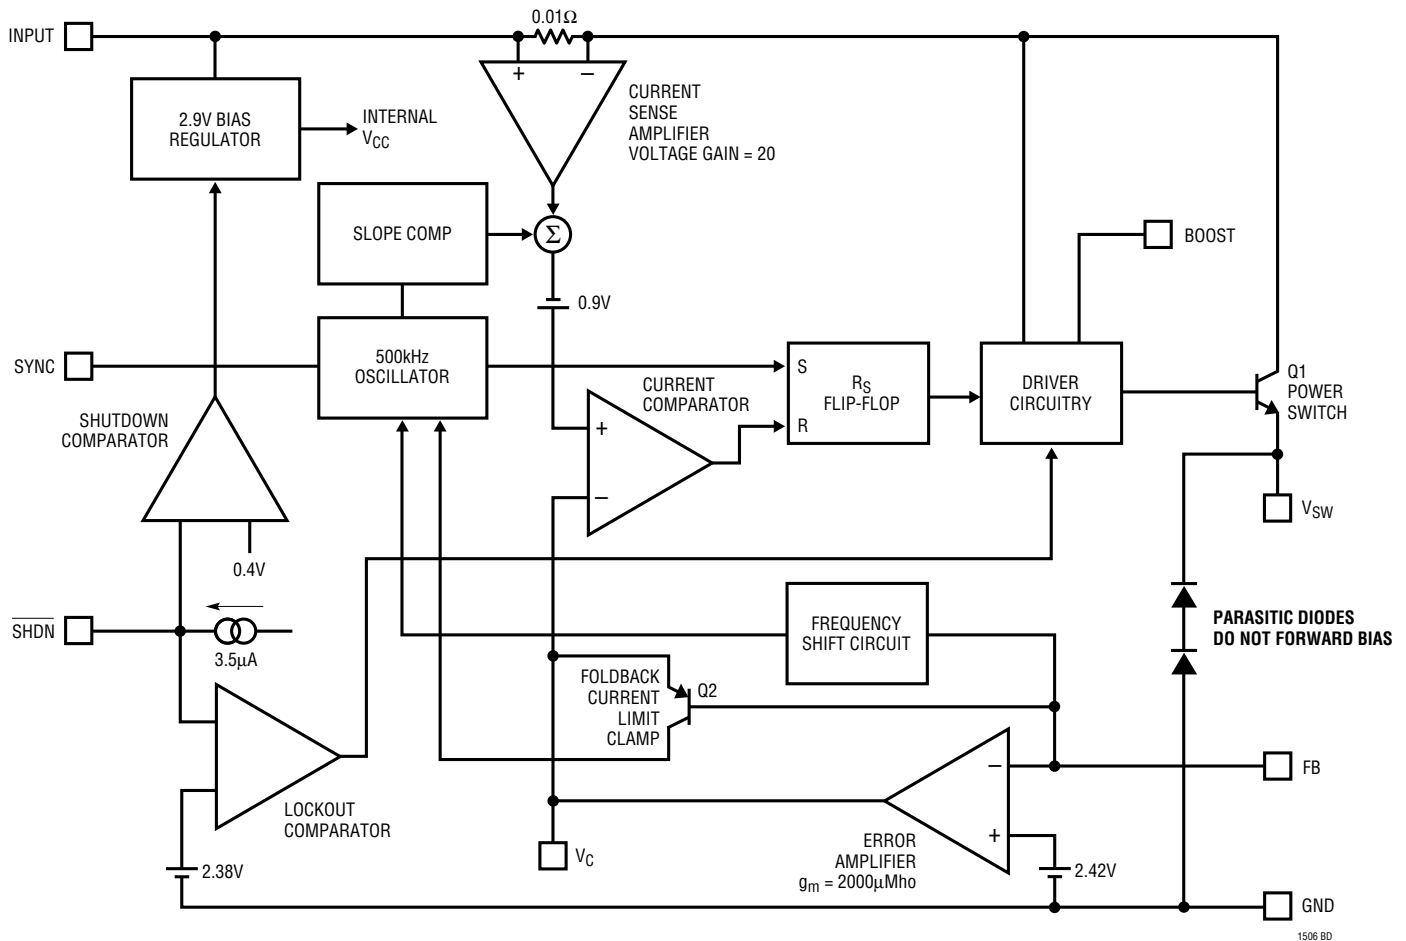 0.01Ω
INPUT
+
–
2.9V BIAS
REGULATOR
INTERNAL
VCC
CURRENT
SENSE
AMPLIFIER
VOLTAGE GAIN = 20
SLOPE COMP
Σ
BOOST
0.9V
SYNC
500kHz
OSCILLATOR
S
R
RS
FLIP-FLOP
DRIVER
CIRCUITRY
Q1
POWER
SWITCH
CURRENT
COMPARATOR
+
–
SHUTDOWN
COMPARATOR
VSW
0.4V
SHDN
3.5µA
FREQUENCY
SHIFT CIRCUIT
PARASITIC DIODES
DO NOT FORWARD BIAS
FOLDBACK
CURRENT
LIMIT
CLAMP
Q2
–
+
FB
LOCKOUT
COMPARATOR
ERROR
AMPLIFIER
gm = 2000µMho
VC
2.38V
2.42V
GND
1506 BD